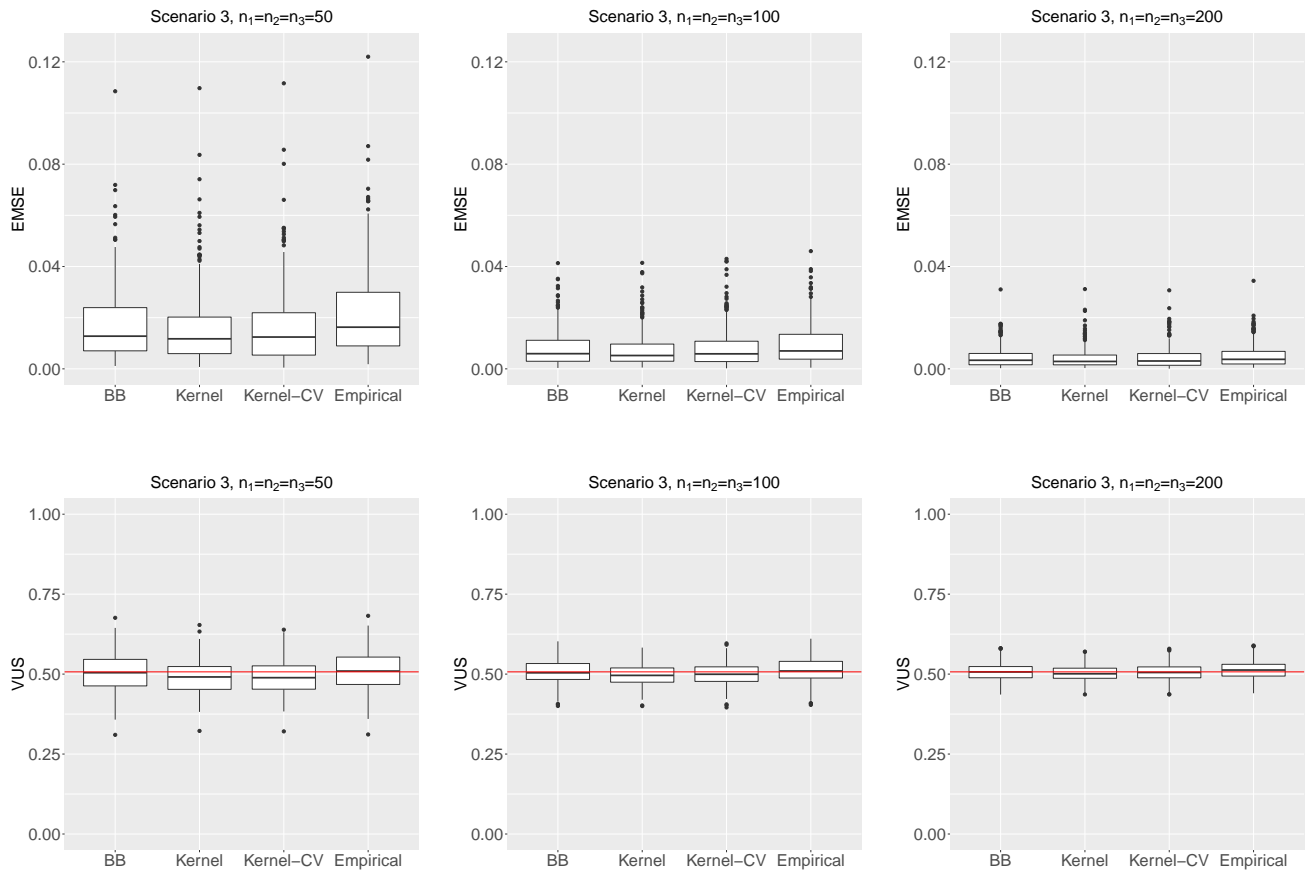 Scenario 3, n₁=n₂=n₃=50
0.12
0.08
0.04
0.00
EMSE
BB Kernel Kernel−CV Empirical
Scenario 3, n₁=n₂=n₃=100
0.12
0.08
0.04
0.00
EMSE
BB Kernel Kernel−CV Empirical
Scenario 3, n₁=n₂=n₃=200
0.12
0.08
0.04
0.00
EMSE
BB Kernel Kernel−CV Empirical
Scenario 3, n₁=n₂=n₃=50
1.00
0.75
0.50
0.25
0.00
VUS
BB Kernel Kernel−CV Empirical
Scenario 3, n₁=n₂=n₃=100
1.00
0.75
0.50
0.25
0.00
VUS
BB Kernel Kernel−CV Empirical
Scenario 3, n₁=n₂=n₃=200
1.00
0.75
0.50
0.25
0.00
VUS
BB Kernel Kernel−CV Empirical